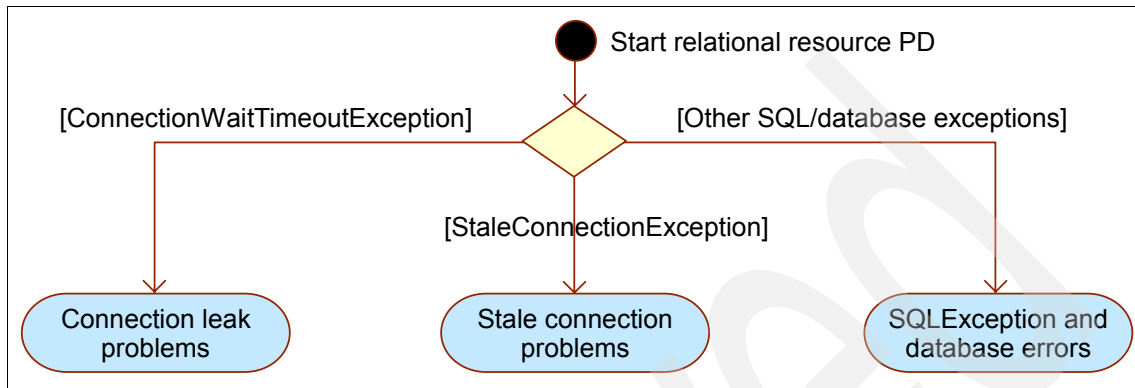 Start relational resource PD
[ConnectionWaitTimeoutException]
[Other SQL/database exceptions]
[StaleConnectionException]
Connection leak
problems
Stale connection
problems
SQLException and
database errors